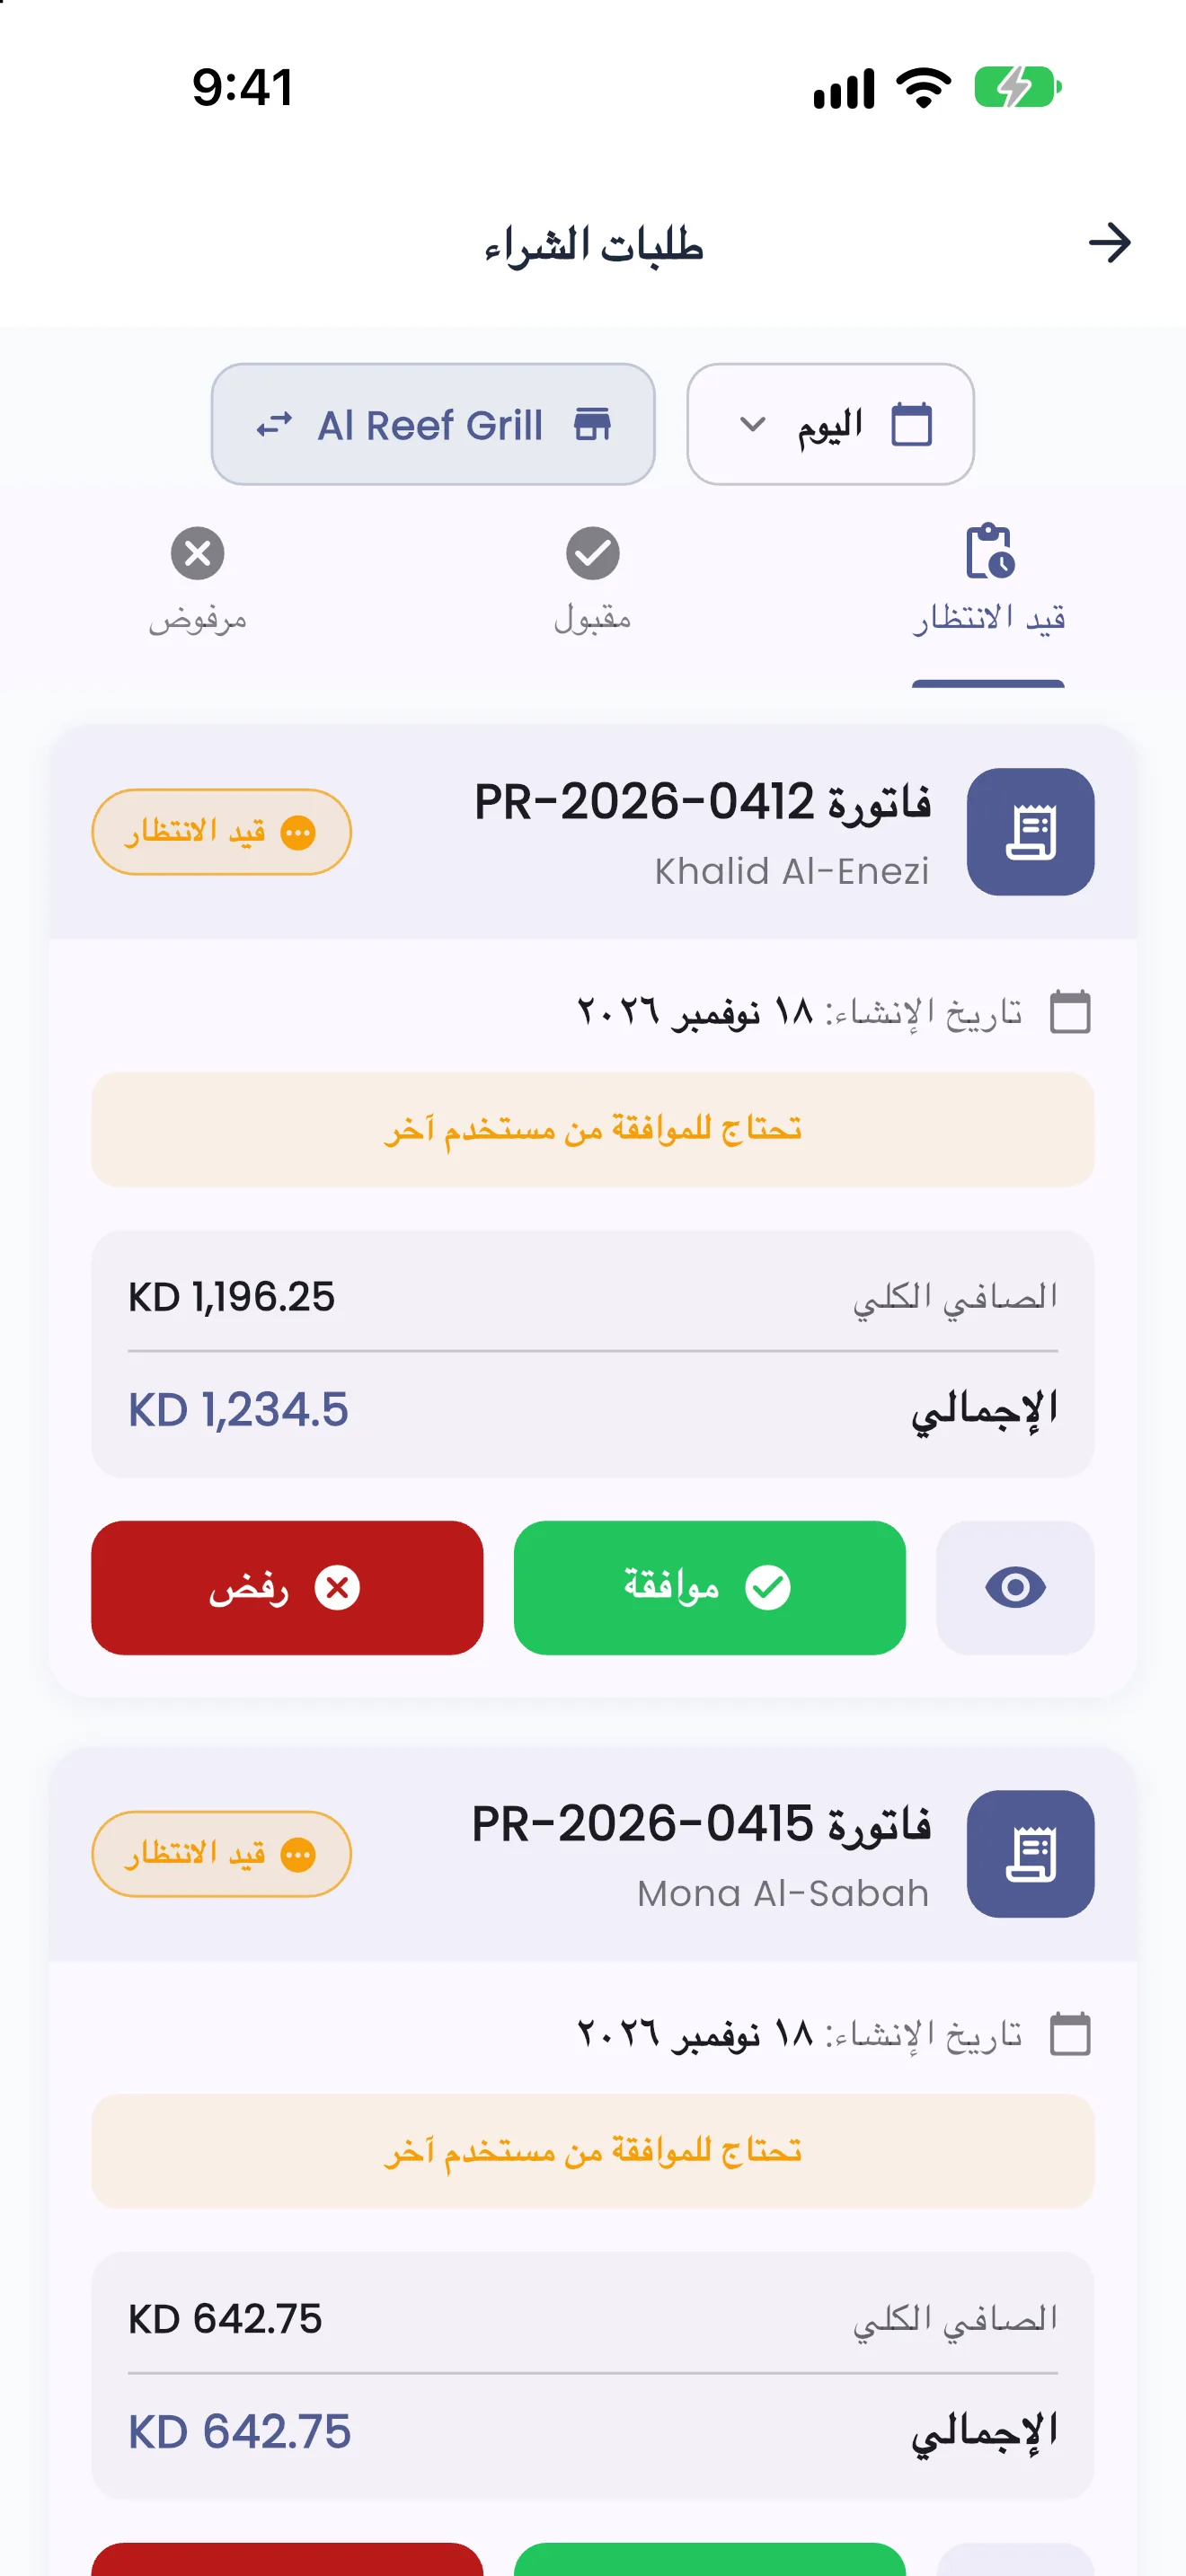 9:41
طلبات الشراء
اليوم
Al Reef Grill
قيد الانتظار
مقبول
مرفوض
فاتورة PR-2026-0412
قيد الانتظار
Khalid Al-Enezi
تاريخ الإنشاء: ١٨ نوفمبر ٢٠٢٦
تحتاج للموافقة من مستخدم آخر
الصافي الكلي
KD 1,196.25
الإجمالي
KD 1,234.5
موافقة
رفض
فاتورة PR-2026-0415
قيد الانتظار
Mona Al-Sabah
تاريخ الإنشاء: ١٨ نوفمبر ٢٠٢٦
تحتاج للموافقة من مستخدم آخر
الصافي الكلي
KD 642.75
الإجمالي
KD 642.75